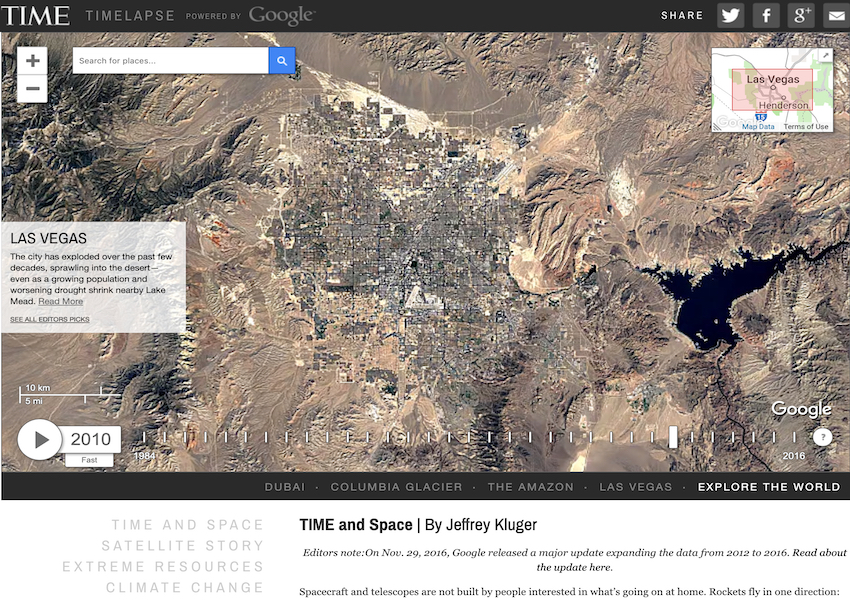 TIME TIMELAPSE POWERED BY Google SHARE
+
−
Search for places...
Las Vegas
Henderson
15
Google
Map Data Terms of Use
LAS VEGAS
The city has exploded over the past few
decades, sprawling into the desert—
even as a growing population and
worsening drought shrink nearby Lake
Mead. Read More
SEE ALL EDITORS PICKS
10 km
5 mi
Google
2010
Fast
1984
2016
?
DUBAI · COLUMBIA GLACIER · THE AMAZON · LAS VEGAS · EXPLORE THE WORLD
TIME AND SPACE
SATELLITE STORY
EXTREME RESOURCES
CLIMATE CHANGE
TIME and Space | By Jeffrey Kluger
Editors note:On Nov. 29, 2016, Google released a major update expanding the data from 2012 to 2016. Read about
the update here.
Spacecraft and telescopes are not built by people interested in what's going on at home. Rockets fly in one direction: